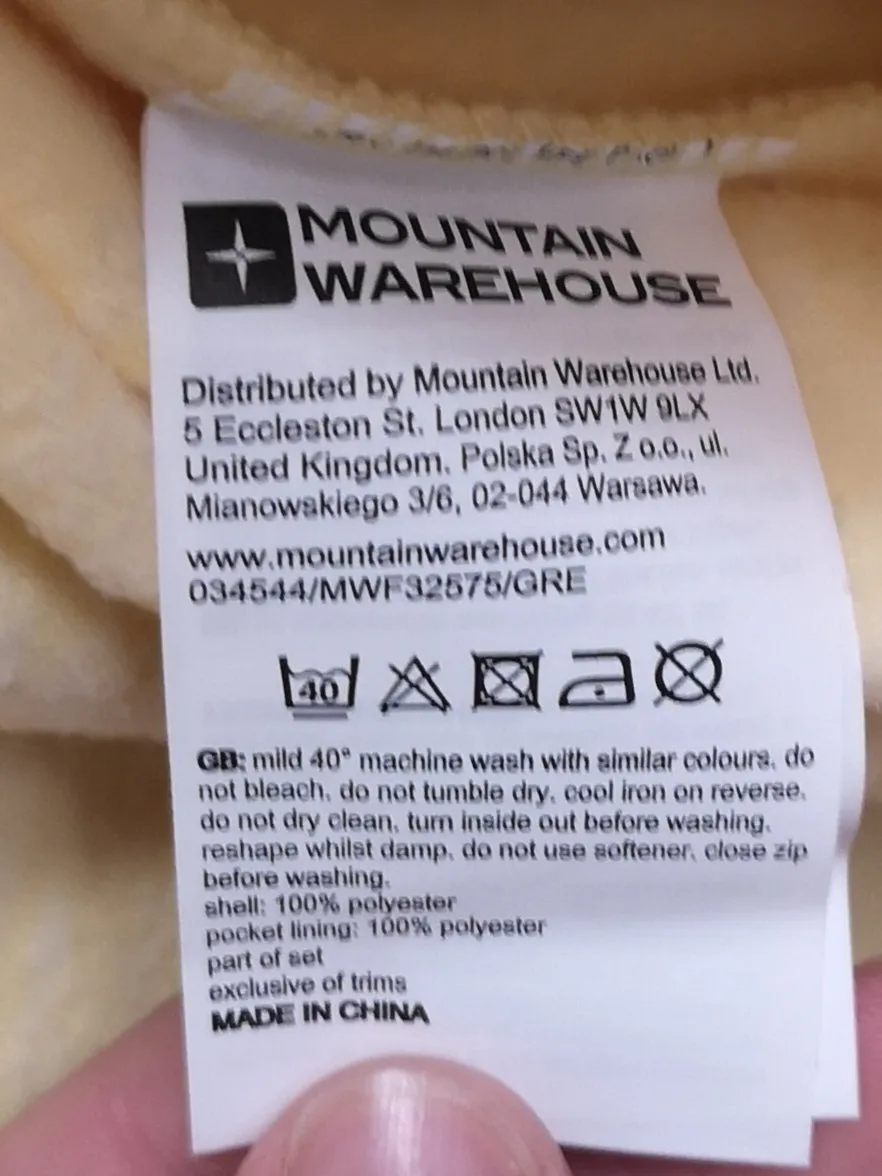 MOUNTAIN
WAREHOUSE
Distributed by Mountain Warehouse Ltd.
5 Eccleston St. London SW1W 9LX
United Kingdom. Polska Sp. Z o.o., ul.
Mianowskiego 3/6, 02-044 Warsawa.
www.mountainwarehouse.com
034544/MWF32575/GRE
40
GB: mild 40° machine wash with similar colours. do
not bleach. do not tumble dry. cool iron on reverse.
do not dry clean. turn inside out before washing.
reshape whilst damp. do not use softener. close zip
before washing.
shell: 100% polyester
pocket lining: 100% polyester
part of set
exclusive of trims
MADE IN CHINA